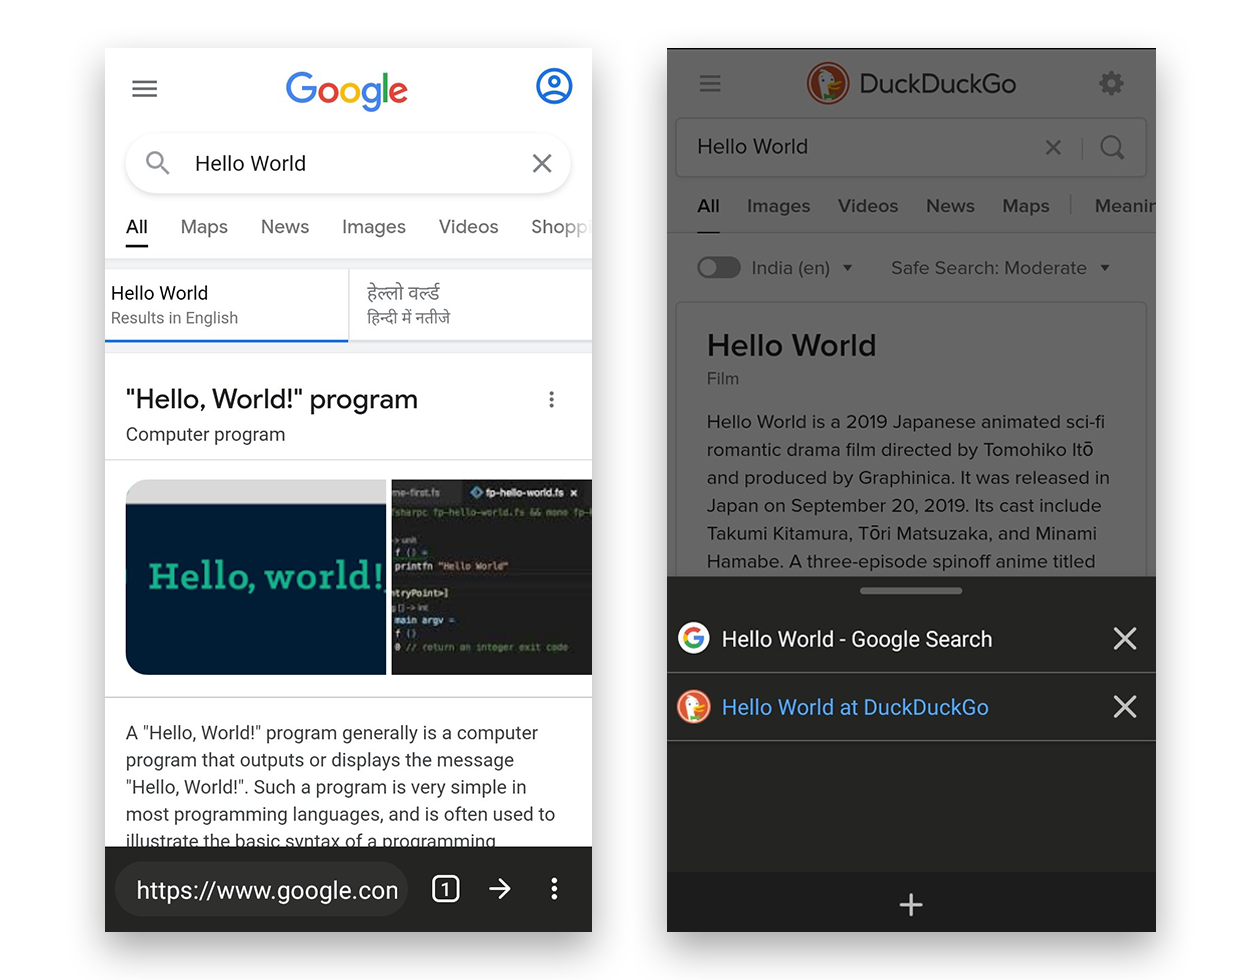 Google
Hello World
All Maps News Images Videos Shopp
Hello World
Results in English
हेल्लो वर्ल्ड
हिन्दी में नतीजे
"Hello, World!" program
Computer program
Hello, world!
me-first.fs fp-hello-world.fs ×
fsharpc fp-hello-world.fs && mono fp-h
-> unit
f () =
printfn "Hello World"
ntryPoint>]
g [] -> int
main argv =
f ()
0 // return an integer exit code
A "Hello, World!" program generally is a computer
program that outputs or displays the message
"Hello, World!". Such a program is very simple in
most programming languages, and is often used to
illustrate the basic syntax of a programming
https://www.google.con
1
DuckDuckGo
Hello World
All Images Videos News Maps Meanin
India (en) Safe Search: Moderate
Hello World
Film
Hello World is a 2019 Japanese animated sci-fi
romantic drama film directed by Tomohiko Itō
and produced by Graphinica. It was released in
Japan on September 20, 2019. Its cast include
Takumi Kitamura, Tōri Matsuzaka, and Minami
Hamabe. A three-episode spinoff anime titled
Hello World - Google Search
Hello World at DuckDuckGo